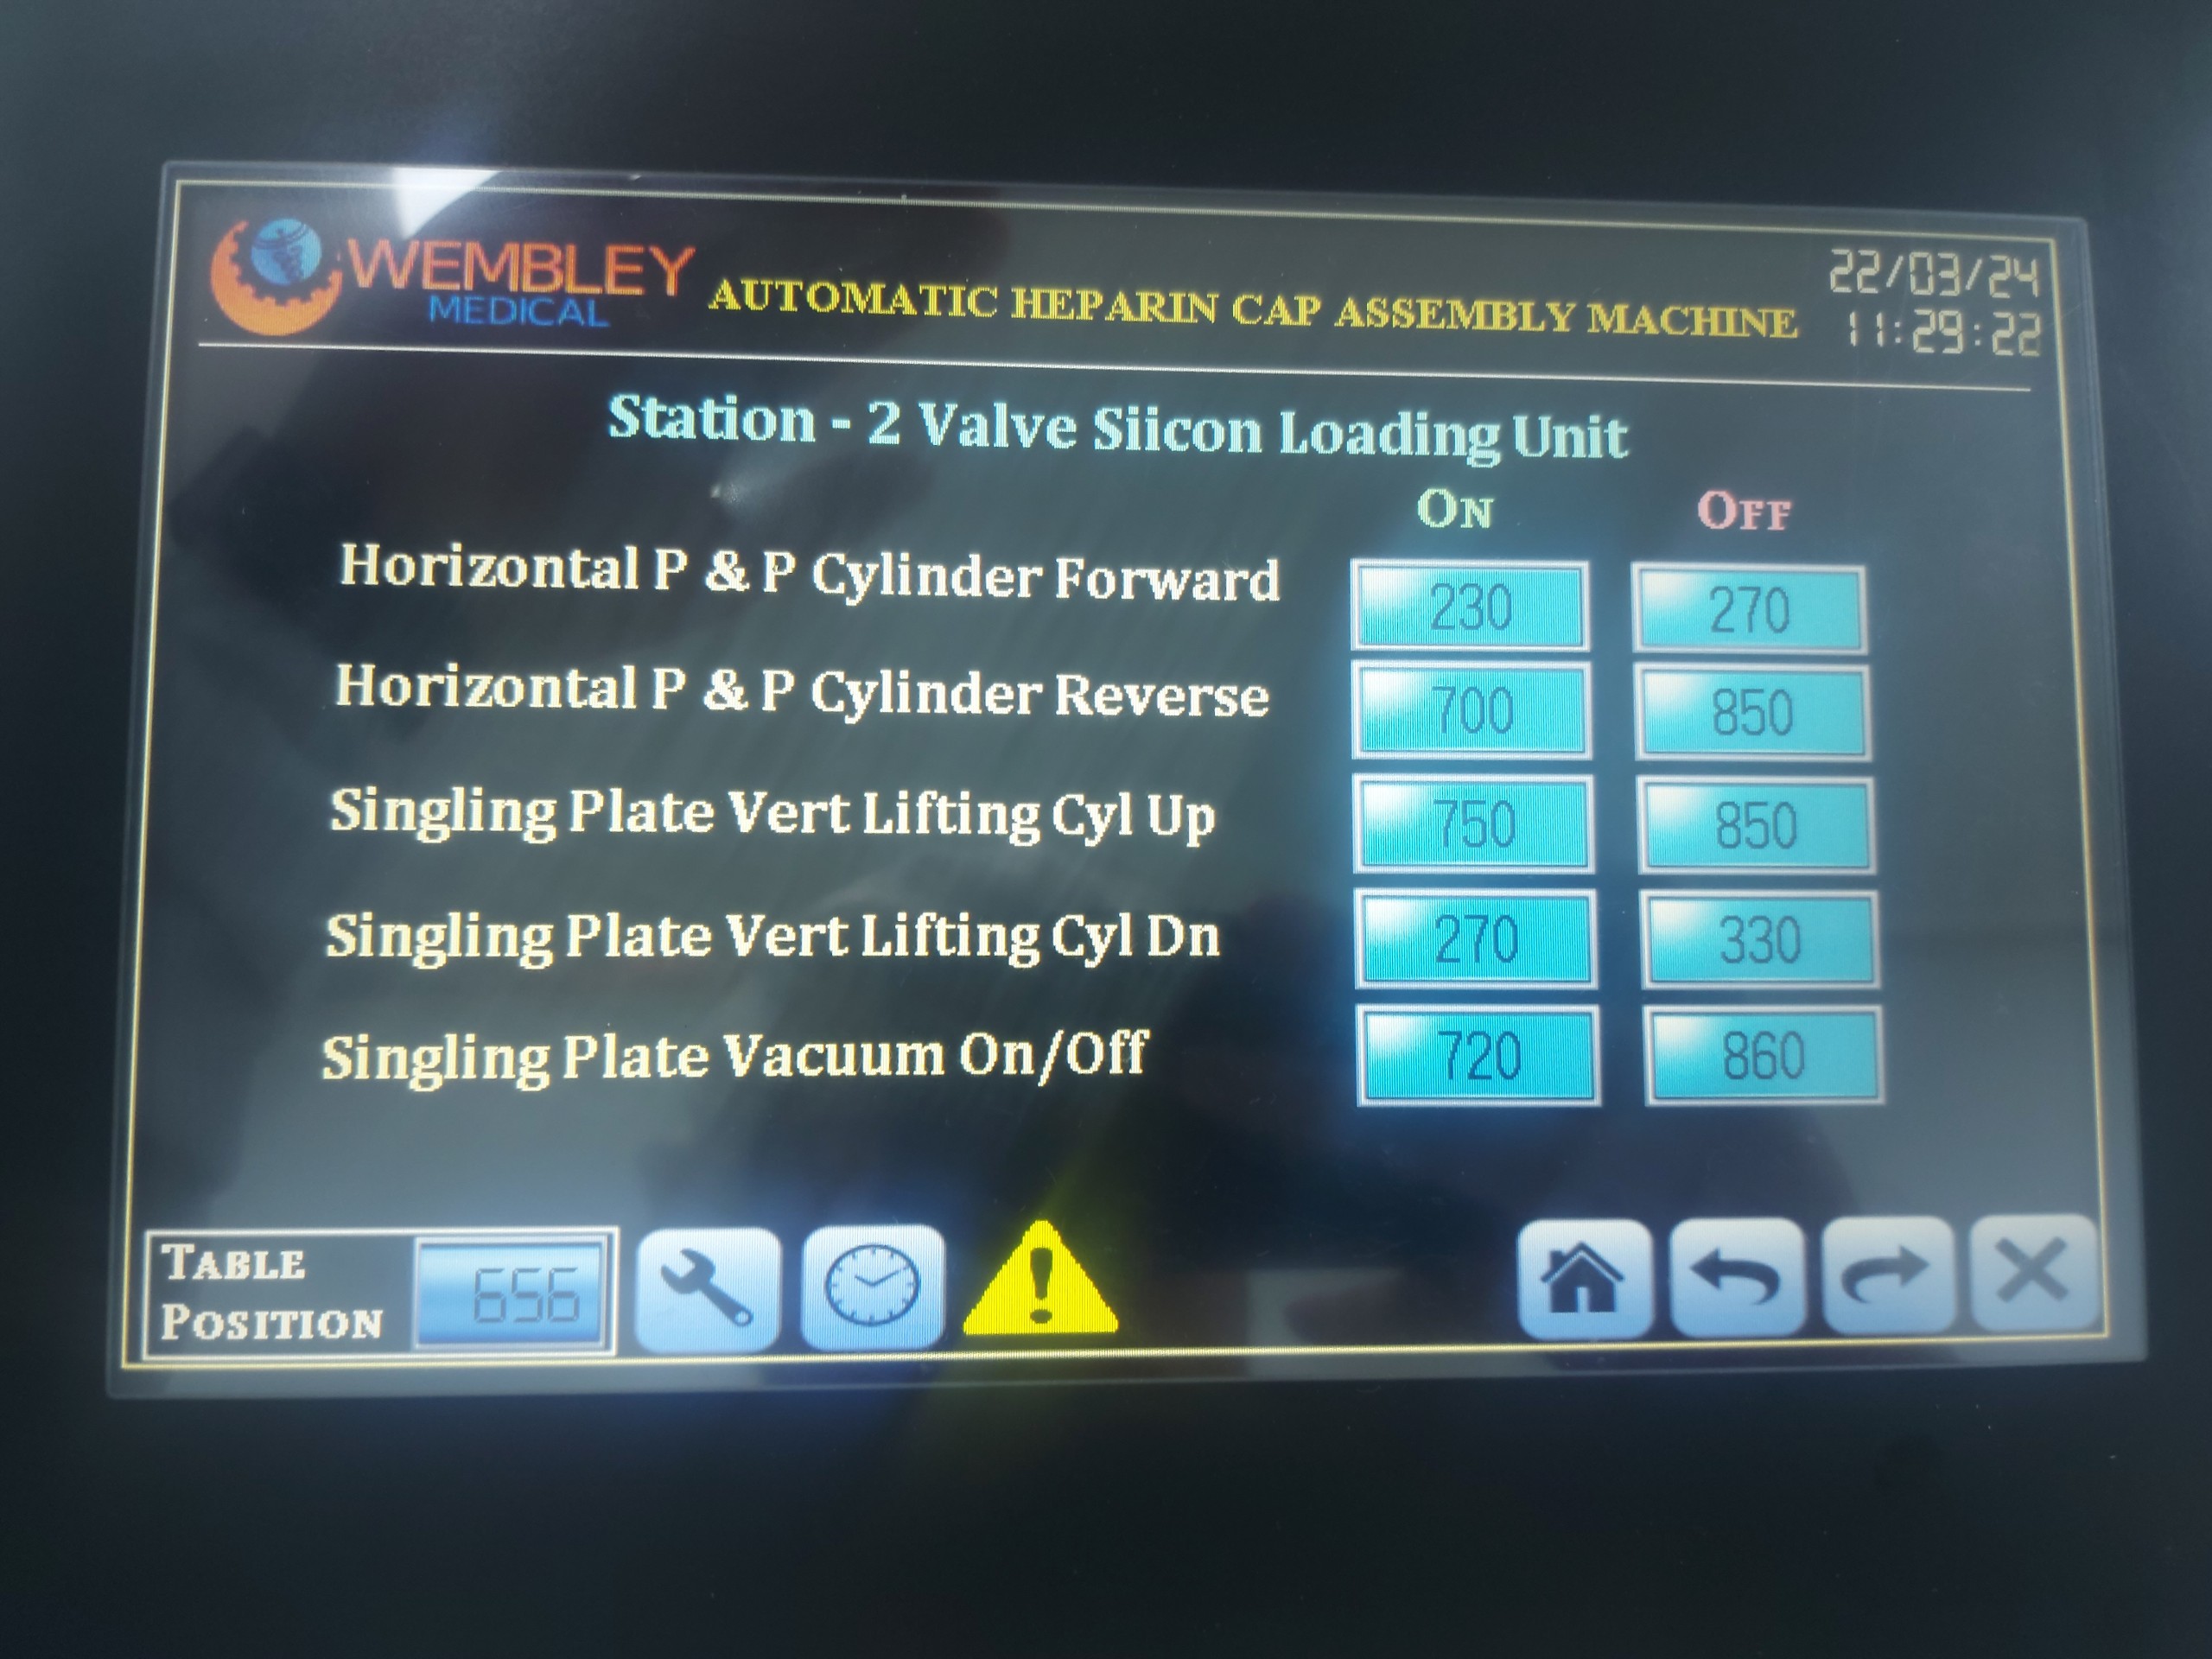 WEMBLEY
MEDICAL
AUTOMATIC HEPARIN CAP ASSEMBLY MACHINE
22/03/24
11:29:22
Station - 2 Valve Siicon Loading Unit
ON OFF
Horizontal P & P Cylinder Forward 230 270
Horizontal P & P Cylinder Reverse 700 850
Singling Plate Vert Lifting Cyl Up 750 850
Singling Plate Vert Lifting Cyl Dn 270 330
Singling Plate Vacuum On/Off 720 860
TABLE
POSITION 656